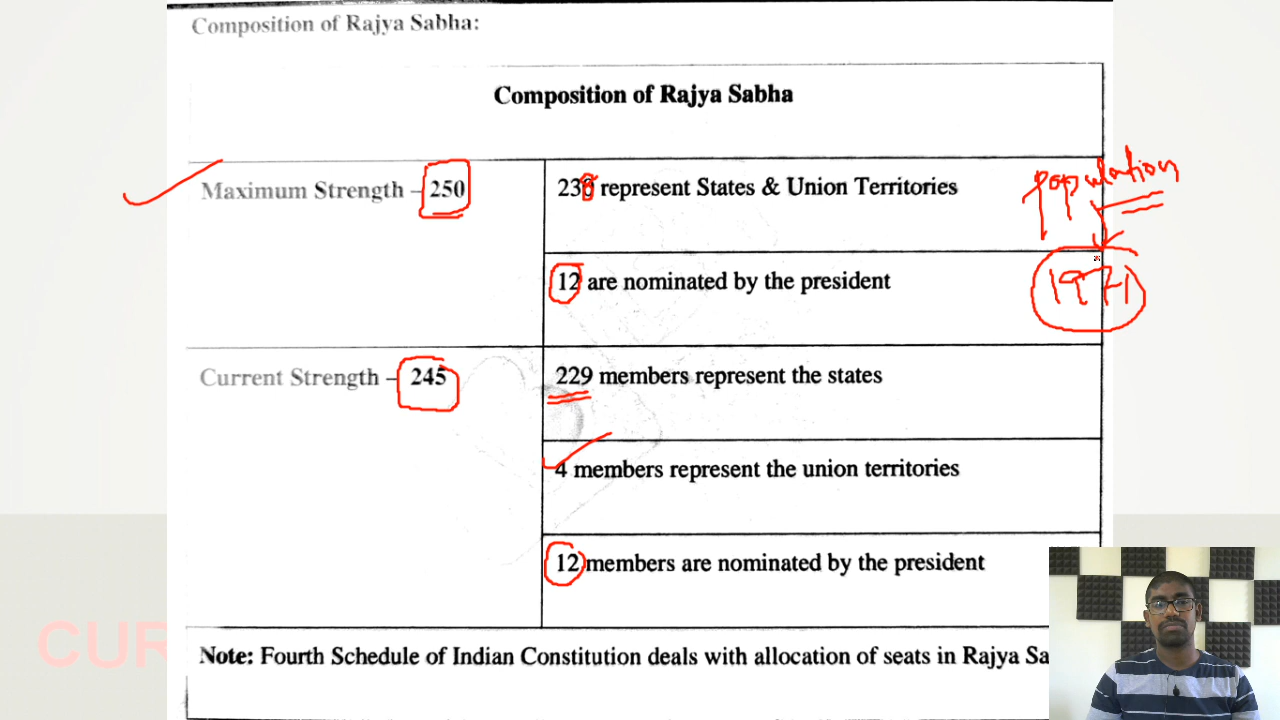 Composition of Rajya Sabha:
Composition of Rajya Sabha
Maximum Strength – 250
238 represent States & Union Territories
population
12 are nominated by the president
1971
Current Strength – 245
229 members represent the states
4 members represent the union territories
12 members are nominated by the president
CUR
Note: Fourth Schedule of Indian Constitution deals with allocation of seats in Rajya Sa